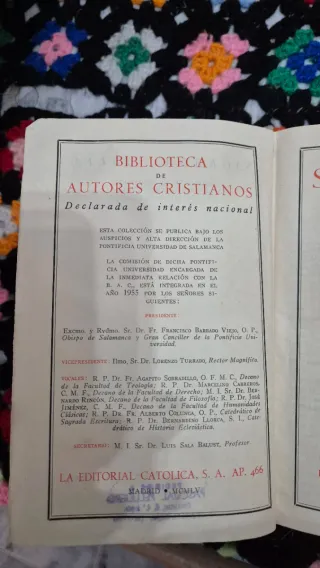 BIBLIOTECA
DE
AUTORES CRISTIANOS
Declarada de interés nacional
ESTA COLECCIÓN SE PUBLICA BAJO LOS
AUSPICIOS Y ALTA DIRECCIÓN DE LA
PONTIFICIA UNIVERSIDAD DE SALAMANCA
LA COMISIÓN DE DICHA PONTIFI-
CIA UNIVERSIDAD ENCARGADA DE
LA INMEDIATA RELACIÓN CON LA
B. A. C., ESTÁ INTEGRADA EN EL
AÑO 1955 POR LOS SEÑORES SI-
GUIENTES:
PRESIDENTE
Excmo. y Rvdmo. Sr. Dr. Fr. Francisco Barbado Viejo, O. P.,
Obispo de Salamanca y Gran Canciller de la Pontificia Uni-
versidad.
VICEPRESIDENTE: Ilmo. Sr. Dr. Lorenzo Turrado, Rector Magnífico.
VOCALES: R. P. Dr. Fr. Agapito Sobradillo, O. F. M. C., Decano
de la Facultad de Teología; R. P. Dr. Marcelino Cabreros,
C. M. F., Decano de la Facultad de Derecho; M. I. Sr. Dr. Ber-
nardo Rincón, Decano de la Facultad de Filosofía; R. P. Dr. José
Jiménez, C. M. F., Decano de la Facultad de Humanidades
Clásicas; R. P. Dr. Fr. Alberto Colunga, O. P., Catedrático de
Sagrada Escritura; R. P. Dr. Bernardino Llorca, S. I., Cate-
drático de Historia Eclesiástica.
SECRETARIO: M. I. Sr. Dr. Luis Sala Balust, Profesor
LA EDITORIAL CATOLICA, S. A. AP. 466
MADRID • MCMLV